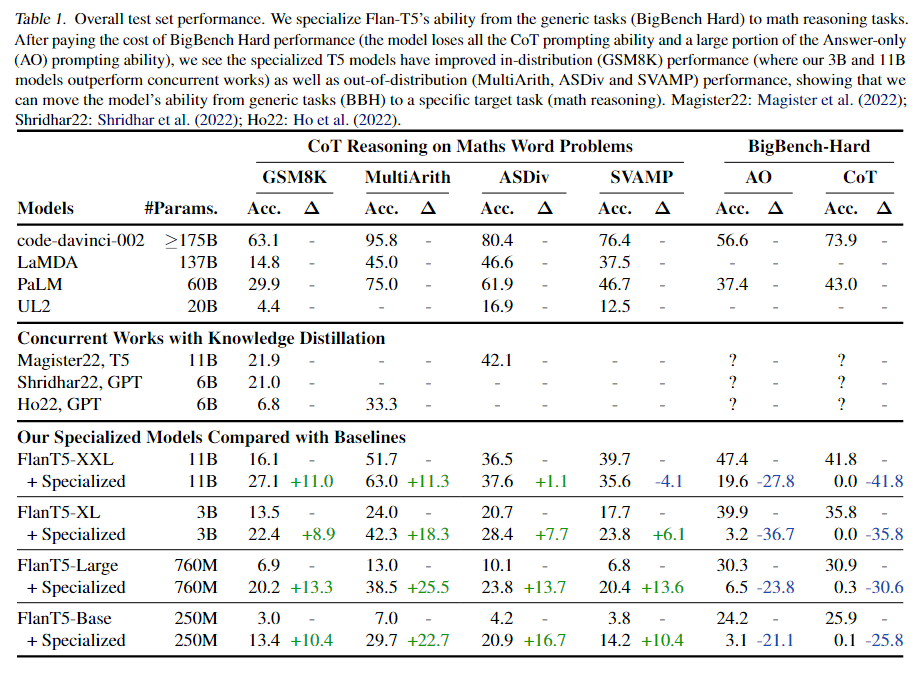 Table 1. Overall test set performance. We specialize Flan-T5's ability from the generic tasks (BigBench Hard) to math reasoning tasks.
After paying the cost of BigBench Hard performance (the model loses all the CoT prompting ability and a large portion of the Answer-only
(AO) prompting ability), we see the specialized T5 models have improved in-distribution (GSM8K) performance (where our 3B and 11B
models outperform concurrent works) as well as out-of-distribution (MultiArith, ASDiv and SVAMP) performance, showing that we
can move the model's ability from generic tasks (BBH) to a specific target task (math reasoning). Magister22: Magister et al. (2022);
Shridhar22: Shridhar et al. (2022); Ho22: Ho et al. (2022).
CoT Reasoning on Maths Word Problems BigBench-Hard
GSM8K MultiArith ASDiv SVAMP AO CoT
Models #Params. Acc. Δ Acc. Δ Acc. Δ Acc. Δ Acc. Δ Acc. Δ
code-davinci-002 ≥175B 63.1 - 95.8 - 80.4 - 76.4 - 56.6 - 73.9 -
LaMDA 137B 14.8 - 45.0 - 46.6 - 37.5 - - - - -
PaLM 60B 29.9 - 75.0 - 61.9 - 46.7 - 37.4 - 43.0 -
UL2 20B 4.4 - - - 16.9 - 12.5 - - - - -
Concurrent Works with Knowledge Distillation
Magister22, T5 11B 21.9 - - - 42.1 - - - ? - ? -
Shridhar22, GPT 6B 21.0 - - - - - - - ? - ? -
Ho22, GPT 6B 6.8 - 33.3 - - - - - ? - ? -
Our Specialized Models Compared with Baselines
FlanT5-XXL 11B 16.1 - 51.7 - 36.5 - 39.7 - 47.4 - 41.8 -
+ Specialized 11B 27.1 +11.0 63.0 +11.3 37.6 +1.1 35.6 -4.1 19.6 -27.8 0.0 -41.8
FlanT5-XL 3B 13.5 - 24.0 - 20.7 - 17.7 - 39.9 - 35.8 -
+ Specialized 3B 22.4 +8.9 42.3 +18.3 28.4 +7.7 23.8 +6.1 3.2 -36.7 0.0 -35.8
FlanT5-Large 760M 6.9 - 13.0 - 10.1 - 6.8 - 30.3 - 30.9 -
+ Specialized 760M 20.2 +13.3 38.5 +25.5 23.8 +13.7 20.4 +13.6 6.5 -23.8 0.3 -30.6
FlanT5-Base 250M 3.0 - 7.0 - 4.2 - 3.8 - 24.2 - 25.9 -
+ Specialized 250M 13.4 +10.4 29.7 +22.7 20.9 +16.7 14.2 +10.4 3.1 -21.1 0.1 -25.8